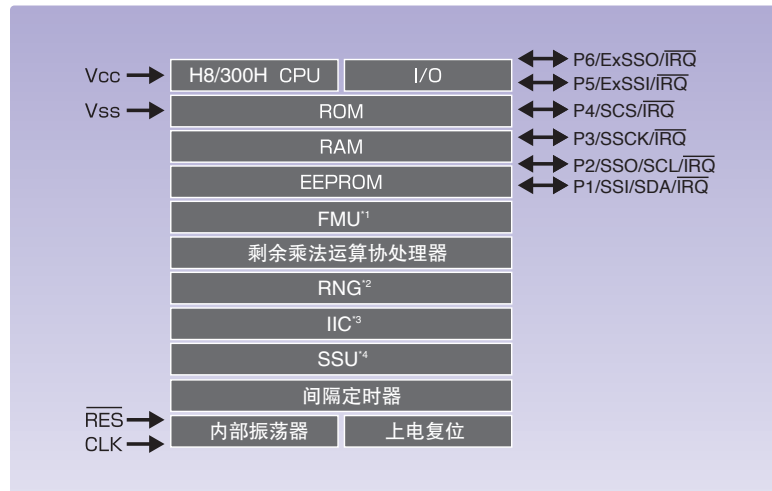 Vcc
Vss
H8/300H CPU
I/O
ROM
RAM
EEPROM
FMU*1
剩余乘法运算协处理器
RNG*2
IIC*3
SSU*4
间隔定时器
内部振荡器
上电复位
RES
CLK
P6/ExSSO/IRQ
P5/ExSSI/IRQ
P4/SCS/IRQ
P3/SSCK/IRQ
P2/SSO/SCL/IRQ
P1/SSI/SDA/IRQ